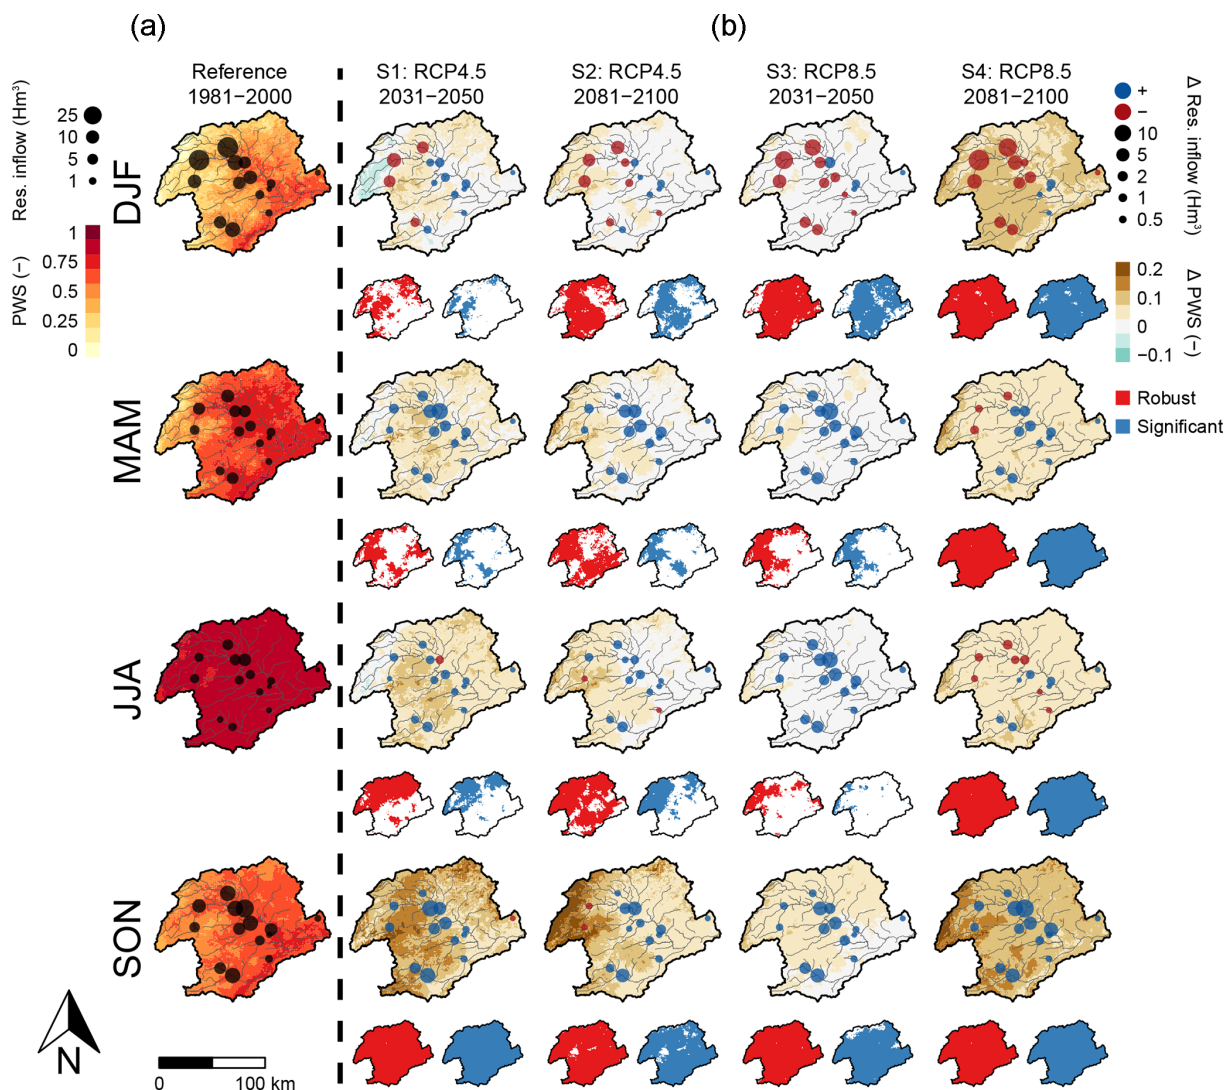 (a)
(b)
Reference
1981−2000
S1: RCP4.5
2031−2050
S2: RCP4.5
2081−2100
S3: RCP8.5
2031−2050
S4: RCP8.5
2081−2100
Res. inflow (Hm³)
25
10
5
1
PWS (−)
1
0.75
0.5
0.25
0
DJF
MAM
JJA
SON
Δ Res. inflow (Hm³)
+
−
10
5
2
1
0.5
Δ PWS (−)
0.2
0.1
0
−0.1
Robust
Significant
N
0
100 km